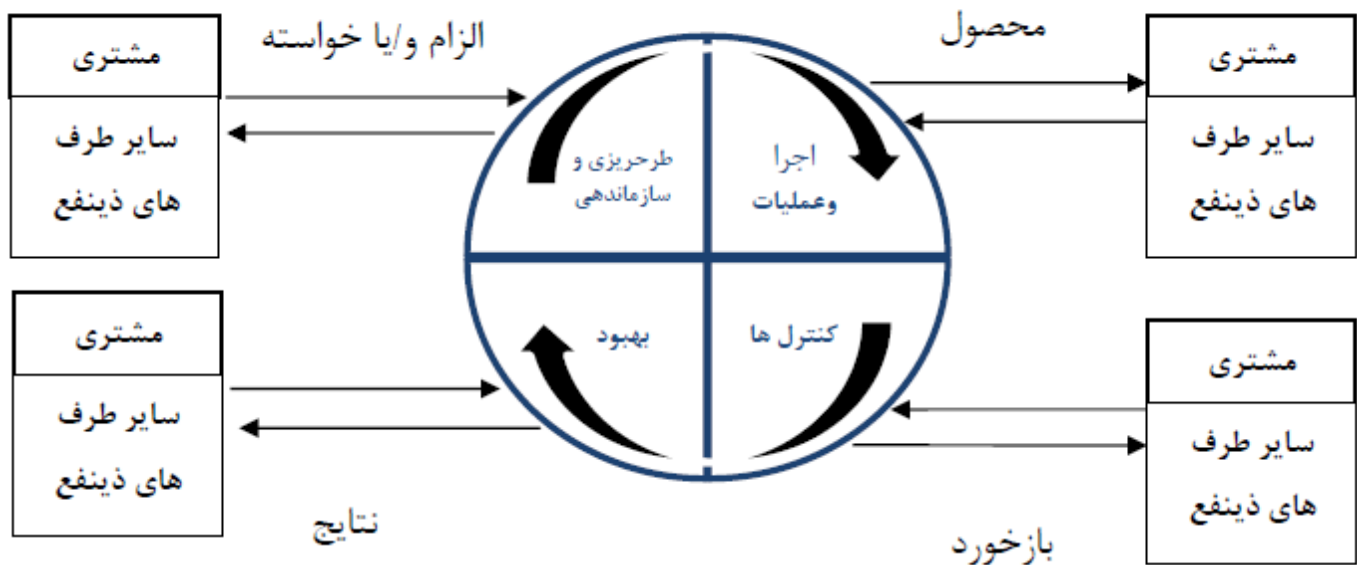 محصول
الزام و/یا خواسته
مشتری
سایر طرف
های ذینفع
مشتری
سایر طرف
های ذینفع
اجرا
وعملیات
طرحریزی و
سازماندهی
کنترل ها
بهبود
مشتری
سایر طرف
های ذینفع
مشتری
سایر طرف
های ذینفع
بازخورد
نتایج